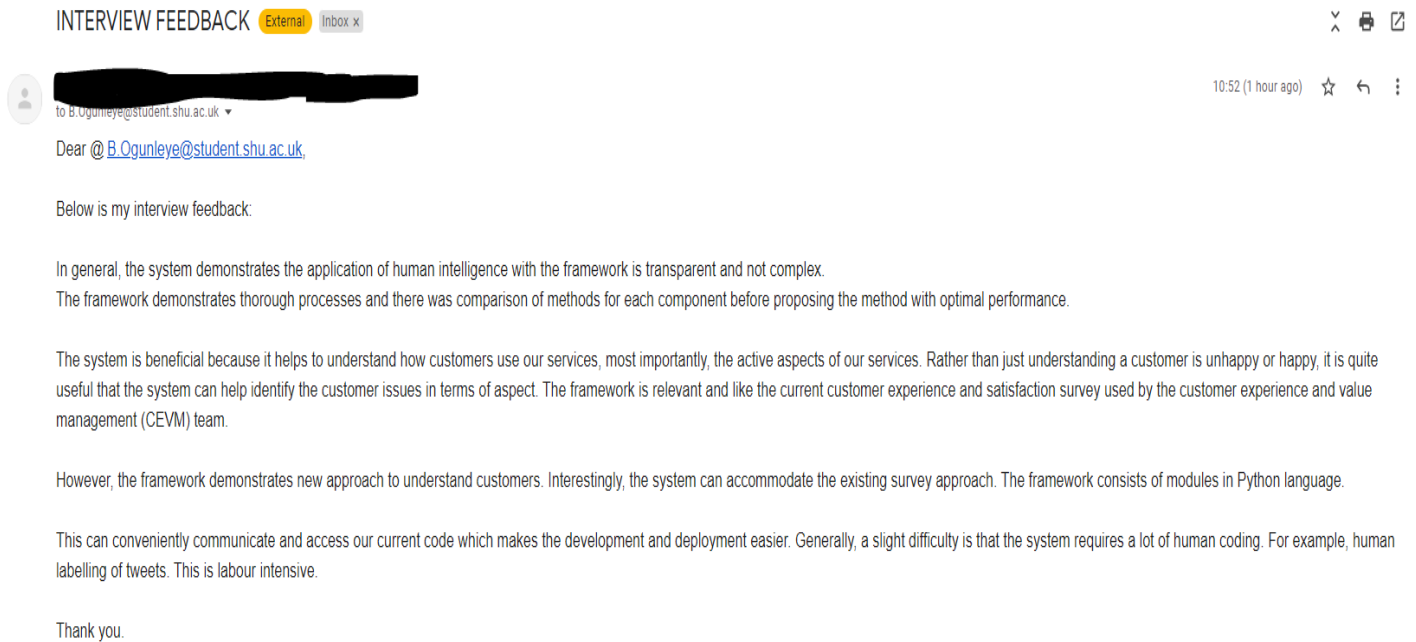 INTERVIEW FEEDBACK External Inbox x
10:52 (1 hour ago)
to B.Ogunleye@student.shu.ac.uk
Dear @ B.Ogunleye@student.shu.ac.uk,
Below is my interview feedback:
In general, the system demonstrates the application of human intelligence with the framework is transparent and not complex.
The framework demonstrates thorough processes and there was comparison of methods for each component before proposing the method with optimal performance.
The system is beneficial because it helps to understand how customers use our services, most importantly, the active aspects of our services. Rather than just understanding a customer is unhappy or happy, it is quite
useful that the system can help identify the customer issues in terms of aspect. The framework is relevant and like the current customer experience and satisfaction survey used by the customer experience and value
management (CEVM) team.
However, the framework demonstrates new approach to understand customers. Interestingly, the system can accommodate the existing survey approach. The framework consists of modules in Python language.
This can conveniently communicate and access our current code which makes the development and deployment easier. Generally, a slight difficulty is that the system requires a lot of human coding. For example, human
labelling of tweets. This is labour intensive.
Thank you.